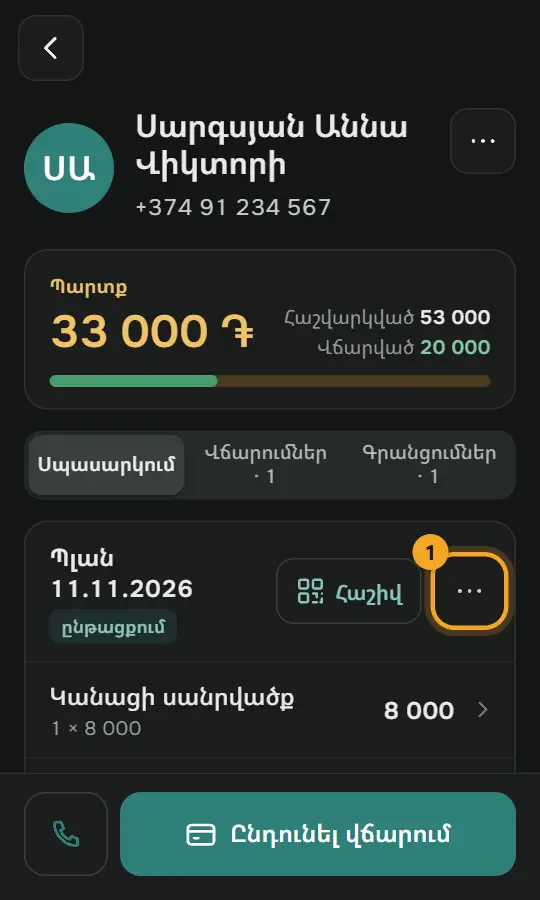 Սարգսյան Աննա
Վիկտորի
ՍԱ
+374 91 234 567
Պարտք
33 000 ֏
Հաշվարկված 53 000
Վճարված 20 000
Սպասարկում
Վճարումներ
· 1
Գրանցումներ
· 1
Պլան
11.11.2026
ընթացքում
Հաշիվ
1
Կանացի սանրվածք
1 × 8 000
8 000
Ընդունել վճարում